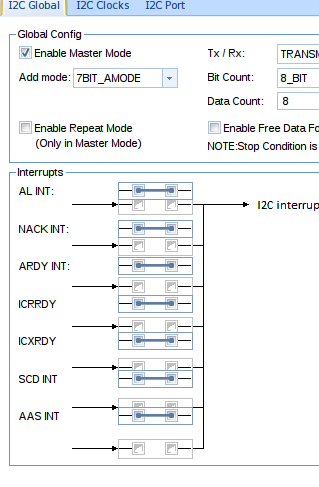 I2C Global I2C Clocks I2C Port
Global Config
Enable Master Mode Tx / Rx: TRANSM
Add mode: 7BIT_AMODE Bit Count: 8_BIT
Data Count: 8
Enable Repeat Mode Enable Free Data Fo
(Only in Master Mode) NOTE:Stop Condition is
Interrupts
AL INT:
I2C interrup
NACK INT:
ARDY INT:
ICRRDY
ICXRDY
SCD INT
AAS INT